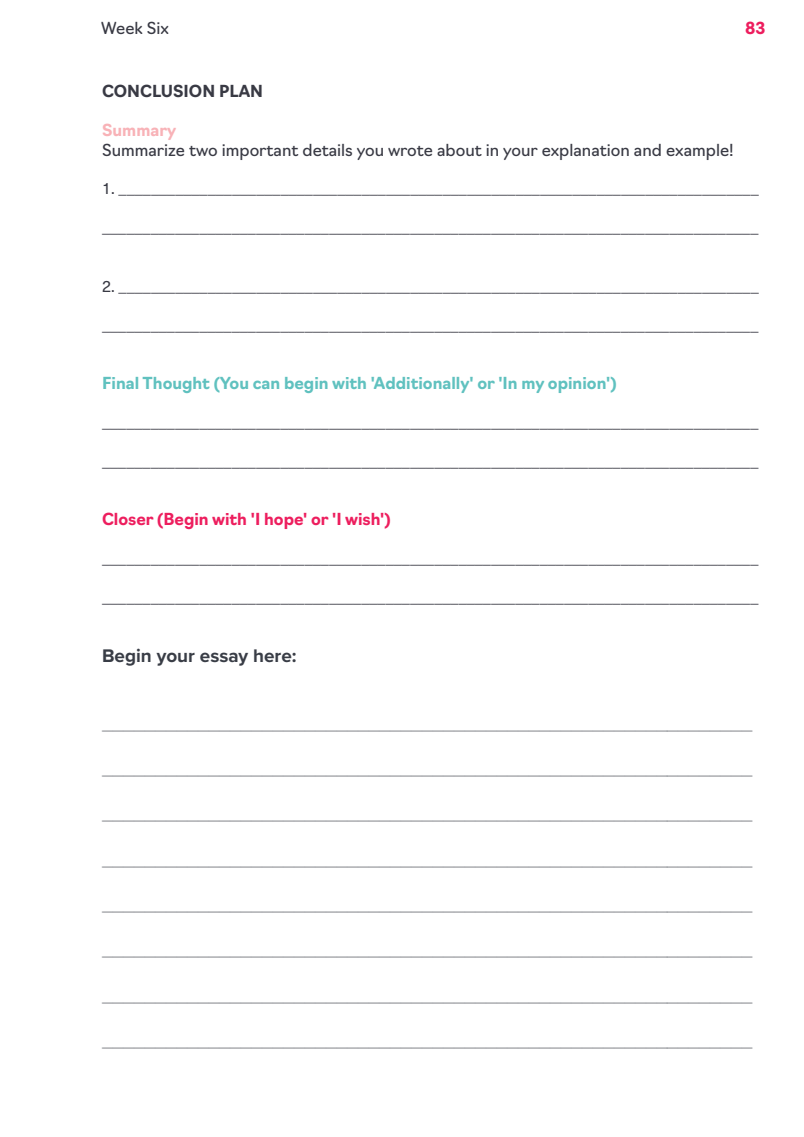 Week Six
83
CONCLUSION PLAN
Summary
Summarize two important details you wrote about in your explanation and example!
1.
2.
Final Thought (You can begin with 'Additionally' or 'In my opinion')
Closer (Begin with 'I hope' or 'I wish')
Begin your essay here: